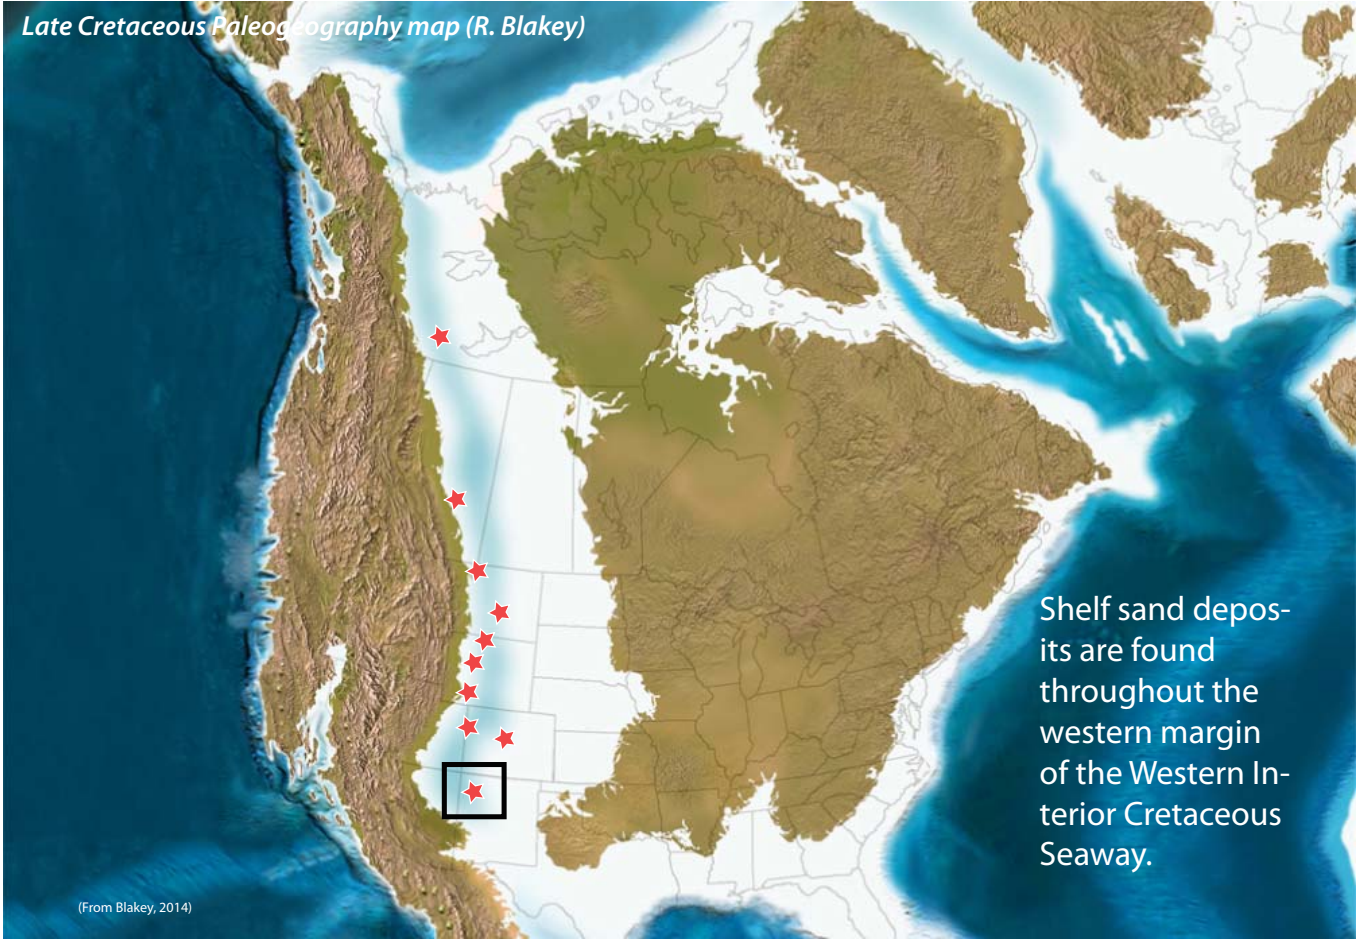 Late Cretaceous Paleogeography map (R. Blakey)
Shelf sand depos-
its are found
throughout the
western margin
of the Western In-
terior Cretaceous
Seaway.
(From Blakey, 2014)